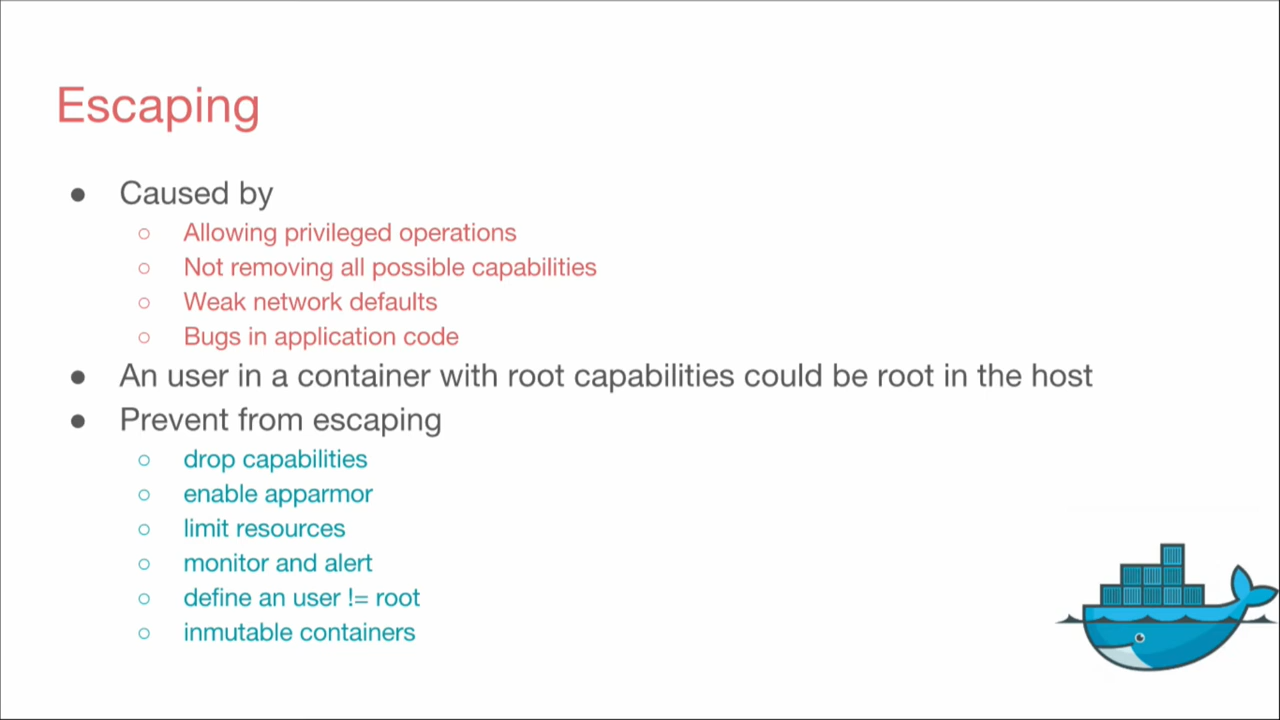 Escaping
● Caused by
○ Allowing privileged operations
○ Not removing all possible capabilities
○ Weak network defaults
○ Bugs in application code
● An user in a container with root capabilities could be root in the host
● Prevent from escaping
○ drop capabilities
○ enable apparmor
○ limit resources
○ monitor and alert
○ define an user != root
○ inmutable containers